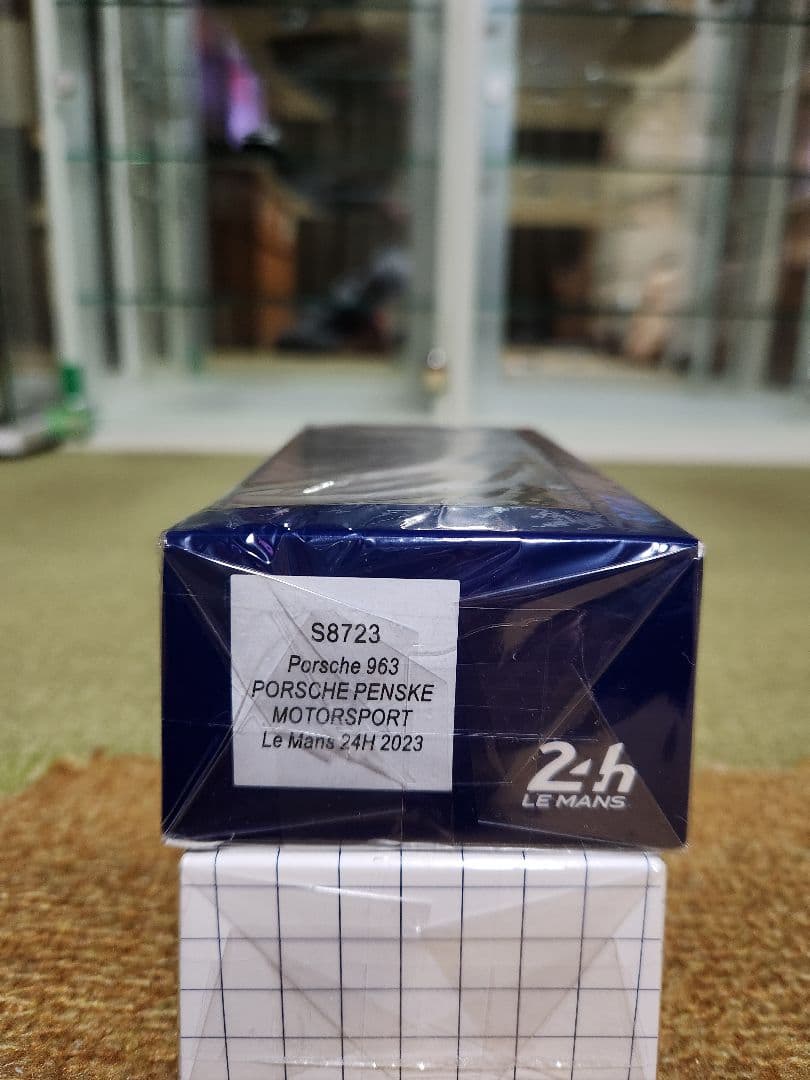 S8723
Porsche 963
PORSCHE PENSKE
MOTORSPORT
Le Mans 24H 2023
24h
LE MANS